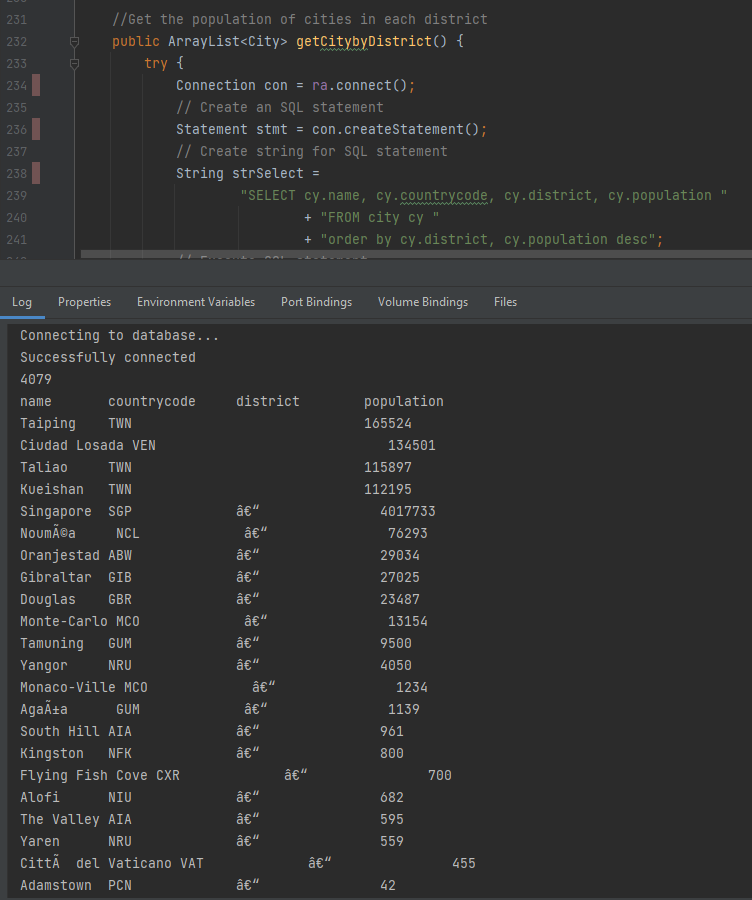 231 //Get the population of cities in each district
232 public ArrayList<City> getCitybyDistrict() {
233 try {
234 Connection con = ra.connect();
235 // Create an SQL statement
236 Statement stmt = con.createStatement();
237 // Create string for SQL statement
238 String strSelect =
239 "SELECT cy.name, cy.countrycode, cy.district, cy.population "
240 + "FROM city cy "
241 + "order by cy.district, cy.population desc";
Log Properties Environment Variables Port Bindings Volume Bindings Files
Connecting to database...
Successfully connected
4079
name countrycode district population
Taiping TWN 165524
Ciudad Losada VEN 134501
Taliao TWN 115897
Kueishan TWN 112195
Singapore SGP â€“ 4017733
NoumÃ©a NCL â€“ 76293
Oranjestad ABW â€“ 29034
Gibraltar GIB â€“ 27025
Douglas GBR â€“ 23487
Monte-Carlo MCO â€“ 13154
Tamuning GUM â€“ 9500
Yangor NRU â€“ 4050
Monaco-Ville MCO â€“ 1234
AgaÃ±a GUM â€“ 1139
South Hill AIA â€“ 961
Kingston NFK â€“ 800
Flying Fish Cove CXR â€“ 700
Alofi NIU â€“ 682
The Valley AIA â€“ 595
Yaren NRU â€“ 559
CittÃ  del Vaticano VAT â€“ 455
Adamstown PCN â€“ 42